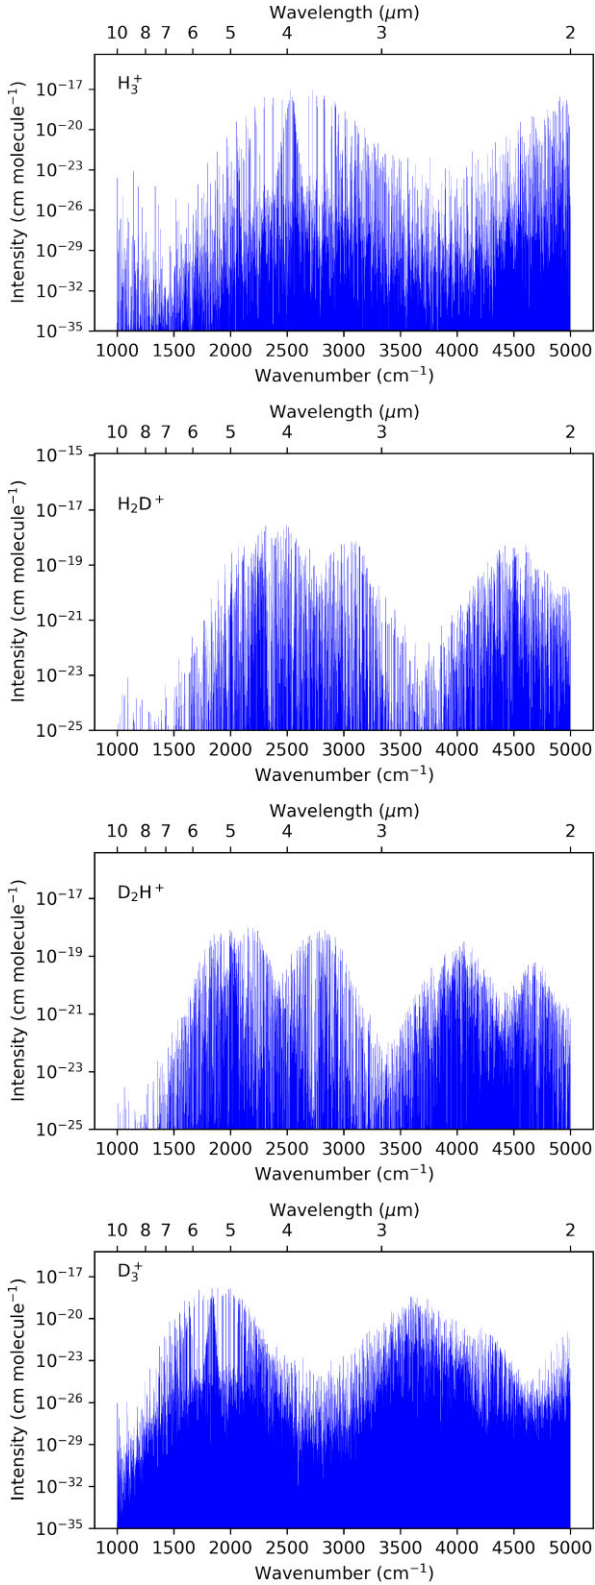 Wavelength (μm)
10 8 7 6 5 4 3 2
H₃⁺
Intensity (cm molecule⁻¹)
10⁻¹⁷
10⁻²⁰
10⁻²³
10⁻²⁶
10⁻²⁹
10⁻³²
10⁻³⁵
1000 1500 2000 2500 3000 3500 4000 4500 5000
Wavenumber (cm⁻¹)
Wavelength (μm)
10 8 7 6 5 4 3 2
H₂D⁺
Intensity (cm molecule⁻¹)
10⁻¹⁵
10⁻¹⁷
10⁻¹⁹
10⁻²¹
10⁻²³
10⁻²⁵
1000 1500 2000 2500 3000 3500 4000 4500 5000
Wavenumber (cm⁻¹)
Wavelength (μm)
10 8 7 6 5 4 3 2
D₂H⁺
Intensity (cm molecule⁻¹)
10⁻¹⁷
10⁻¹⁹
10⁻²¹
10⁻²³
10⁻²⁵
1000 1500 2000 2500 3000 3500 4000 4500 5000
Wavenumber (cm⁻¹)
Wavelength (μm)
10 8 7 6 5 4 3 2
D₃⁺
Intensity (cm molecule⁻¹)
10⁻¹⁷
10⁻²⁰
10⁻²³
10⁻²⁶
10⁻²⁹
10⁻³²
10⁻³⁵
1000 1500 2000 2500 3000 3500 4000 4500 5000
Wavenumber (cm⁻¹)